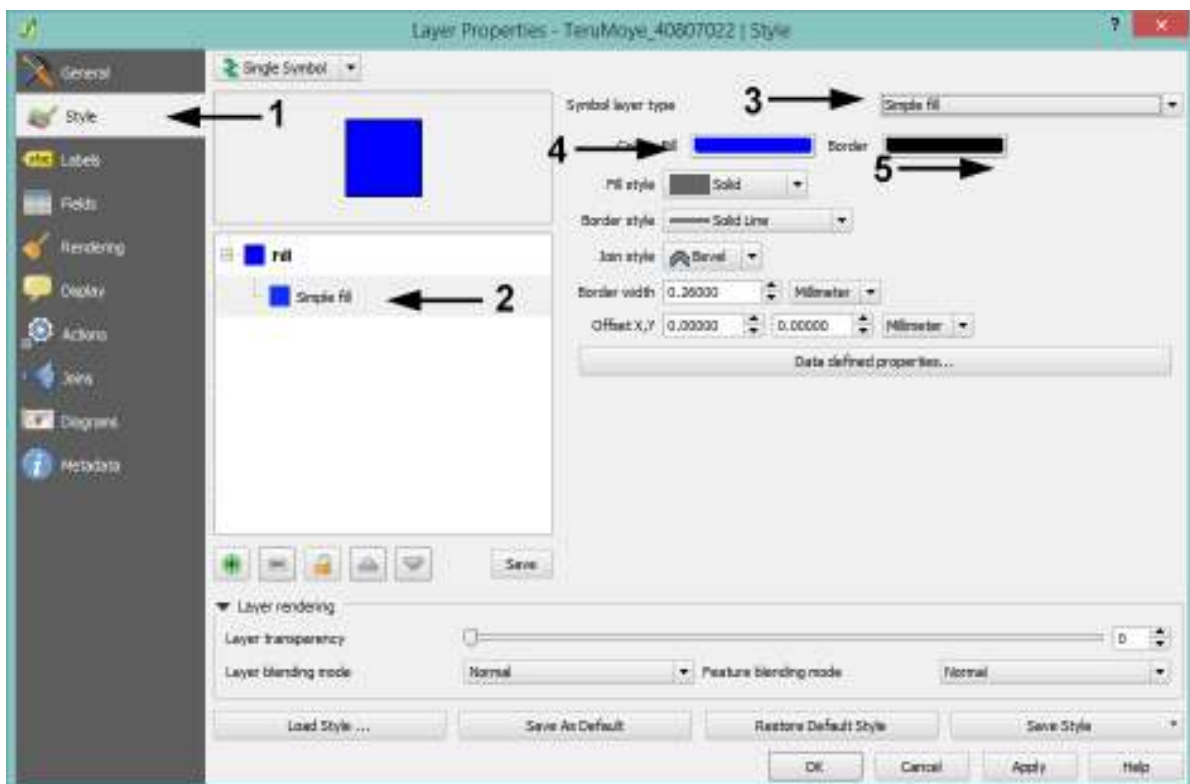 Layer Properties - TeruMoye_40807022 | Style
?
General
Style
Labels
Fields
Rendering
Display
Actions
Joins
Diagrams
Metadata
Single Symbol
1
Fill
Simple fill
2
Save
Symbol layer type
3
Simple fill
4
Border
5
Fill style
Solid
Border style
Solid Line
Join style
Bevel
Border width
0.26000
Millimeter
Offset X,Y
0.00000
0.00000
Millimeter
Data defined properties...
Layer rendering
Layer transparency
0
Layer blending mode
Normal
Feature blending mode
Normal
Load Style ...
Save As Default
Restore Default Style
Save Style
OK
Cancel
Apply
Help